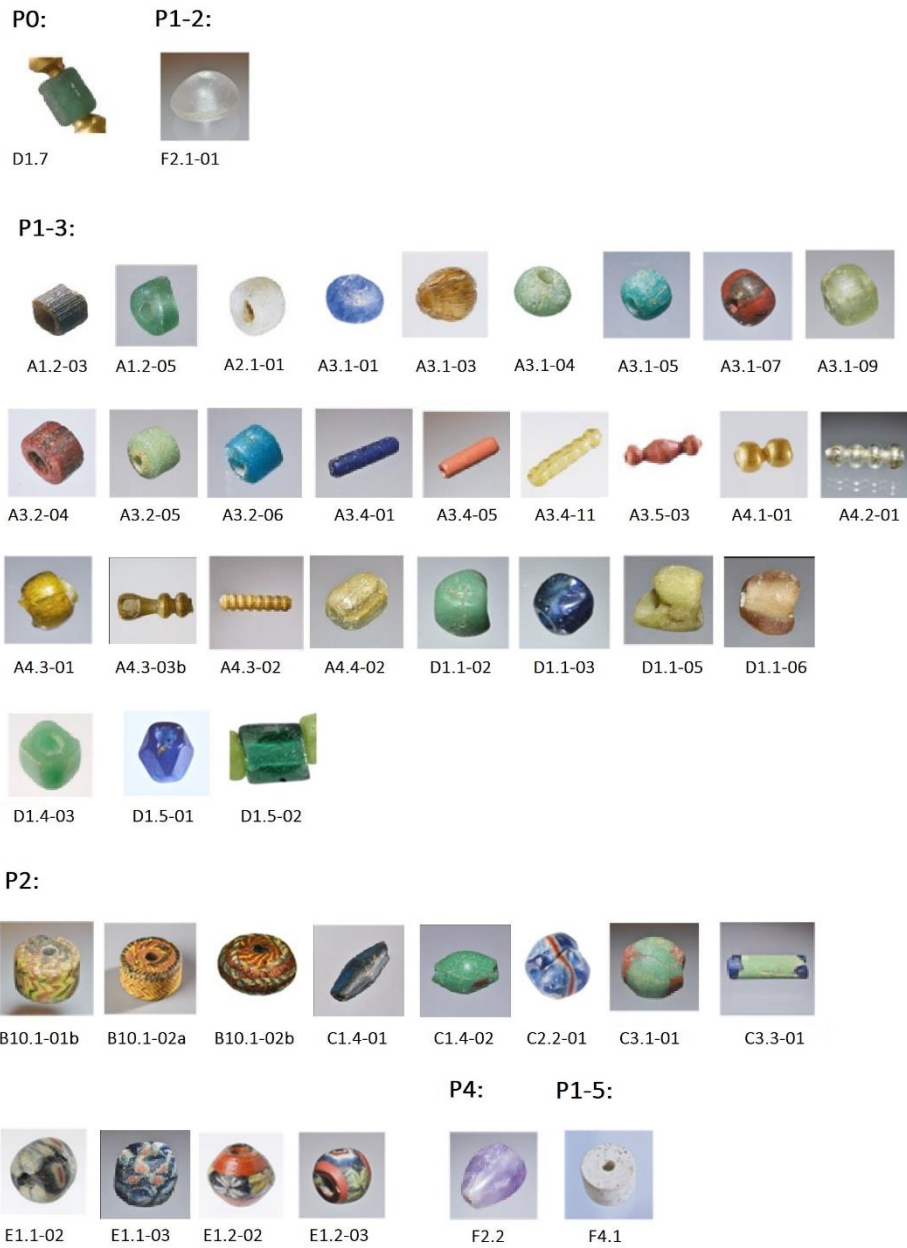 P0: P1-2:
D1.7 F2.1-01
P1-3:
A1.2-03 A1.2-05 A2.1-01 A3.1-01 A3.1-03 A3.1-04 A3.1-05 A3.1-07 A3.1-09
A3.2-04 A3.2-05 A3.2-06 A3.4-01 A3.4-05 A3.4-11 A3.5-03 A4.1-01 A4.2-01
A4.3-01 A4.3-03b A4.3-02 A4.4-02 D1.1-02 D1.1-03 D1.1-05 D1.1-06
D1.4-03 D1.5-01 D1.5-02
P2:
B10.1-01b B10.1-02a B10.1-02b C1.4-01 C1.4-02 C2.2-01 C3.1-01 C3.3-01
P4: P1-5:
E1.1-02 E1.1-03 E1.2-02 E1.2-03 F2.2 F4.1